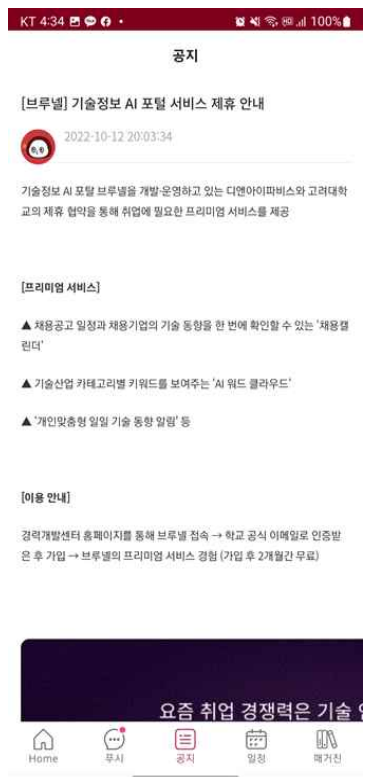 KT 4:34
100%
공지
[브루넬] 기술정보 AI 포털 서비스 제휴 안내
2022-10-12 20:03:34
기술정보 AI 포탈 브루넬을 개발·운영하고 있는 디앤아이파비스와 고려대학
교의 제휴 협약을 통해 취업에 필요한 프리미엄 서비스를 제공
[프리미엄 서비스]
▲ 채용공고 일정과 채용기업의 기술 동향을 한 번에 확인할 수 있는 '채용캘
린더'
▲ 기술산업 카테고리별 키워드를 보여주는 'AI 워드 클라우드'
▲ '개인맞춤형 일일 기술 동향 알림' 등
[이용 안내]
경력개발센터 홈페이지를 통해 브루넬 접속 → 학교 공식 이메일로 인증받
은 후 가입 → 브루넬의 프리미엄 서비스 경험 (가입 후 2개월간 무료)
요즘 취업 경쟁력은 기술
Home 푸시 공지 일정 매거진